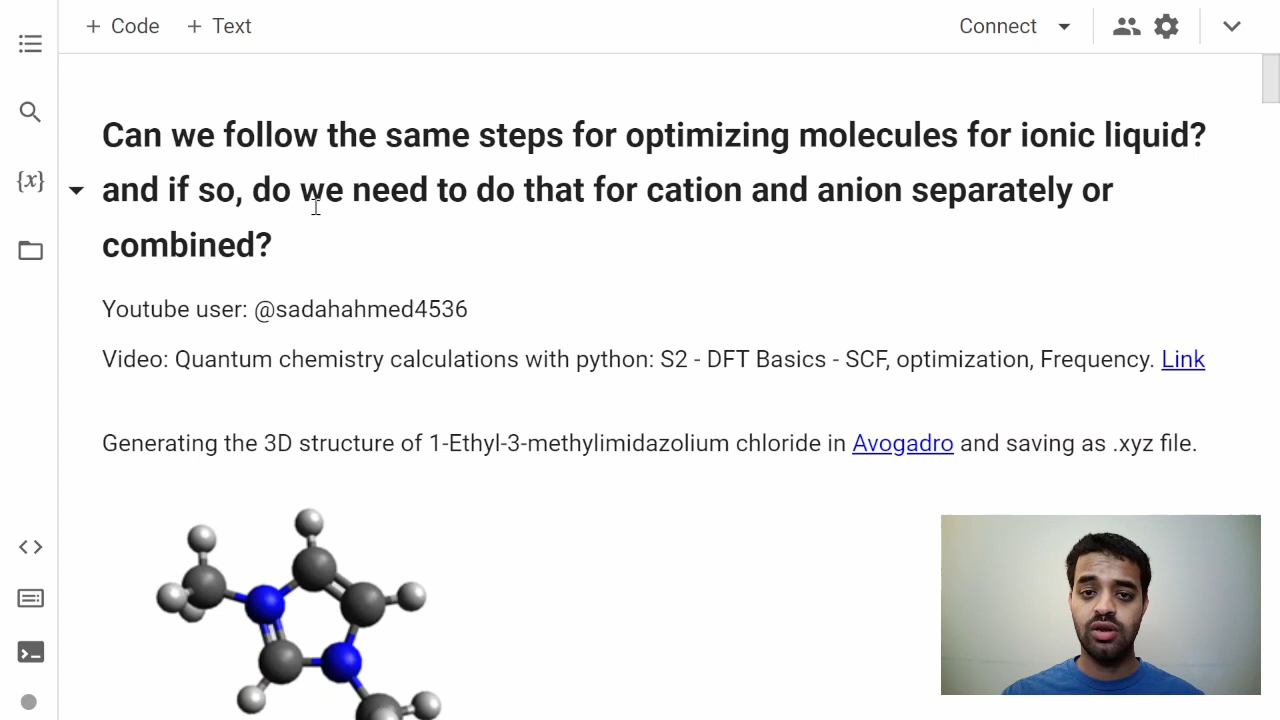 + Code + Text Connect
Can we follow the same steps for optimizing molecules for ionic liquid?
and if so, do we need to do that for cation and anion separately or
combined?
{x}
Youtube user: @sadahahmed4536
Video: Quantum chemistry calculations with python: S2 - DFT Basics - SCF, optimization, Frequency. Link
Generating the 3D structure of 1-Ethyl-3-methylimidazolium chloride in Avogadro and saving as .xyz file.